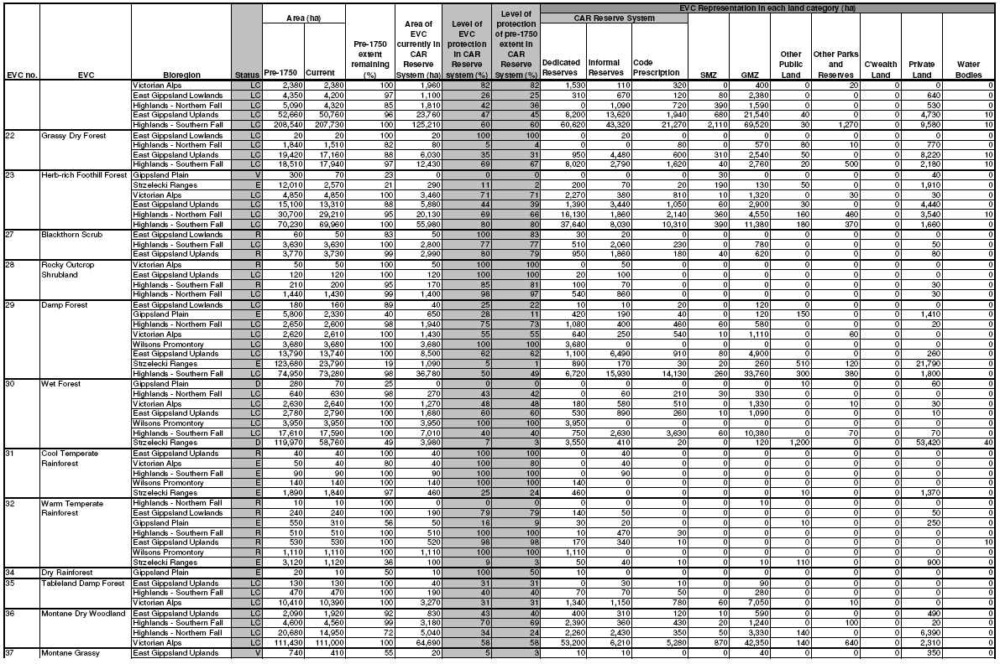 EVC Representation in each land category (ha)
Area (ha) CAR Reserve System
EVC no. EVC Bioregion Status Pre-1750 Current Pre-1750 extent remaining (%) Area of EVC currently in CAR Reserve System (ha) Level of EVC protection in CAR Reserve system (%) Level of protection of pre-1750 extent in CAR Reserve System (%) Dedicated Reserves Informal Reserves Code Prescription SMZ GMZ Other Public Land Other Parks and Reserves C'wealth Land Private Land Water Bodies
Victorian Alps LC 2,380 2,380 100 1,960 82 82 1,530 110 320 0 400 0 20 0 0 0
East Gippsland Lowlands LC 4,350 4,200 97 1,100 26 25 310 670 120 80 2,380 0 0 0 640 0
Highlands - Northern Fall LC 5,090 4,320 85 1,810 42 36 0 1,090 720 390 1,590 0 0 0 530 0
East Gippsland Uplands LC 52,660 50,760 96 23,760 47 45 8,200 13,620 1,940 680 21,540 40 0 0 4,730 10
Highlands - Southern Fall LC 208,540 207,730 100 125,210 60 60 60,620 43,320 21,270 2,110 69,520 30 1,270 0 9,580 10
22 Grassy Dry Forest East Gippsland Lowlands LC 20 20 100 20 100 100 0 20 0 0 0 0 0 0 0 0
Highlands - Northern Fall LC 1,840 1,510 82 80 5 4 0 0 80 0 570 80 10 0 770 0
East Gippsland Uplands LC 19,420 17,160 88 6,030 35 31 950 4,480 600 310 2,540 50 0 0 8,220 10
Highlands - Southern Fall LC 18,510 17,940 97 12,430 69 67 8,020 2,790 1,620 40 2,760 20 500 0 2,180 10
23 Herb-rich Foothill Forest Gippsland Plain V 300 70 23 0 0 0 0 0 0 30 0 0 0 0 40 0
Strzelecki Ranges E 12,010 2,570 21 290 11 2 200 70 20 190 130 50 0 0 1,910 0
Victorian Alps LC 4,850 4,850 100 3,460 71 71 2,270 380 810 10 1,320 0 30 0 30 0
East Gippsland Uplands LC 15,100 13,310 88 5,880 44 39 1,390 3,440 1,050 60 2,900 30 0 0 4,440 0
Highlands - Northern Fall LC 30,700 29,210 95 20,130 69 66 16,130 1,860 2,140 360 4,550 160 460 0 3,540 10
Highlands - Southern Fall LC 70,230 69,960 100 55,980 80 80 37,640 8,030 10,310 390 11,380 180 370 0 1,660 0
27 Blackthorn Scrub East Gippsland Lowlands R 60 50 83 50 100 83 30 20 0 0 0 0 0 0 0 0
Highlands - Southern Fall LC 3,630 3,630 100 2,800 77 77 510 2,060 230 0 780 0 0 0 50 0
East Gippsland Uplands R 3,770 3,730 99 2,990 80 79 950 1,860 180 40 620 0 0 0 80 0
28 Rocky Outcrop Victorian Alps R 50 50 100 50 100 100 0 50 0 0 0 0 0 0 0 0
Shrubland East Gippsland Uplands LC 120 120 100 120 100 100 20 100 0 0 0 0 0 0 0 0
Highlands - Southern Fall R 210 200 95 170 85 81 100 70 0 0 0 0 0 0 30 0
Highlands - Northern Fall LC 1,440 1,430 99 1,400 98 97 540 860 0 0 0 0 0 0 30 0
29 Damp Forest East Gippsland Lowlands LC 180 160 89 40 25 22 10 10 20 0 120 0 0 0 0 0
Gippsland Plain E 5,800 2,330 40 650 28 11 420 190 40 0 120 150 0 0 1,410 0
Highlands - Northern Fall LC 2,650 2,600 98 1,940 75 73 1,080 400 460 60 580 0 0 0 20 0
Victorian Alps LC 2,620 2,610 100 1,430 55 55 640 250 540 10 1,110 0 60 0 0 0
Wilsons Promontory LC 3,680 3,680 100 3,680 100 100 3,680 0 0 0 0 0 0 0 0 0
East Gippsland Uplands LC 13,790 13,740 100 8,500 62 62 1,100 6,490 910 80 4,900 0 0 0 260 0
Strzelecki Ranges E 123,680 23,790 19 1,090 5 1 890 170 30 20 260 510 120 0 21,790 0
Highlands - Southern Fall LC 74,950 73,280 98 36,780 50 49 6,720 15,930 14,130 260 33,760 300 380 0 1,800 0
30 Wet Forest Gippsland Plain D 280 70 25 0 0 0 0 0 0 0 0 10 0 0 60 0
Highlands - Northern Fall LC 640 630 98 270 43 42 0 60 210 30 330 0 0 0 0 0
Victorian Alps LC 2,630 2,640 100 1,270 48 48 180 580 510 0 1,330 0 10 0 30 0
East Gippsland Uplands LC 2,780 2,790 100 1,680 60 60 530 890 260 10 1,090 0 0 0 10 0
Wilsons Promontory LC 3,950 3,950 100 3,950 100 100 3,950 0 0 0 0 0 0 0 0 0
Highlands - Southern Fall LC 17,610 17,590 100 7,010 40 40 750 2,630 3,630 60 10,380 0 70 0 70 0
Strzelecki Ranges D 119,970 58,760 49 3,980 7 3 3,550 410 20 0 120 1,200 0 0 53,420 40
31 Cool Temperate East Gippsland Uplands R 40 40 100 40 100 100 0 40 0 0 0 0 0 0 0 0
Rainforest Victorian Alps E 50 40 80 40 100 80 0 40 0 0 0 0 0 0 0 0
Highlands - Southern Fall E 90 90 100 90 100 100 0 90 0 0 0 0 0 0 0 0
Wilsons Promontory E 140 140 100 140 100 100 140 0 0 0 0 0 0 0 0 0
Strzelecki Ranges E 1,890 1,840 97 460 25 24 460 0 0 0 0 10 0 0 1,370 0
32 Warm Temperate Highlands - Northern Fall R 10 10 100 0 0 0 0 0 0 0 10 0 0 0 0 0
Rainforest East Gippsland Lowlands R 240 240 100 190 79 79 140 50 0 0 0 0 0 0 50 0
Gippsland Plain E 550 310 56 50 16 9 30 20 0 0 0 10 0 0 250 0
Highlands - Southern Fall R 510 510 100 510 100 100 10 470 30 0 0 0 0 0 0 0
East Gippsland Uplands R 530 530 100 520 98 98 170 340 10 0 0 0 0 0 0 10
Wilsons Promontory R 1,110 1,110 100 1,110 100 100 1,110 0 0 0 0 0 0 0 0 0
Strzelecki Ranges E 3,120 1,120 36 100 9 3 50 40 10 0 10 110 0 0 900 0
34 Dry Rainforest Gippsland Plain E 20 10 50 10 100 50 10 0 0 0 0 0 0 0 0 0
35 Tableland Damp Forest East Gippsland Uplands LC 130 130 100 40 31 31 0 30 10 0 90 0 0 0 0 0
Highlands - Southern Fall LC 470 470 100 190 40 40 70 70 50 0 280 0 0 0 0 0
Victorian Alps LC 10,410 10,390 100 3,270 31 31 1,340 1,150 780 60 7,050 0 10 0 0 0
36 Montane Dry Woodland East Gippsland Uplands LC 2,090 1,920 92 830 43 40 400 310 120 10 590 0 0 0 490 0
Highlands - Southern Fall LC 4,600 4,560 99 3,180 70 69 2,390 360 430 20 1,240 0 100 0 20 0
Highlands - Northern Fall LC 20,680 14,950 72 5,040 34 24 2,260 2,430 350 50 3,330 140 0 0 6,390 0
Victorian Alps LC 111,430 111,000 100 64,690 58 58 53,200 6,210 5,280 870 42,350 140 640 0 2,310 0
37 Montane Grassy East Gippsland Uplands V 740 410 55 20 5 3 10 10 0 0 40 0 0 0 350 0